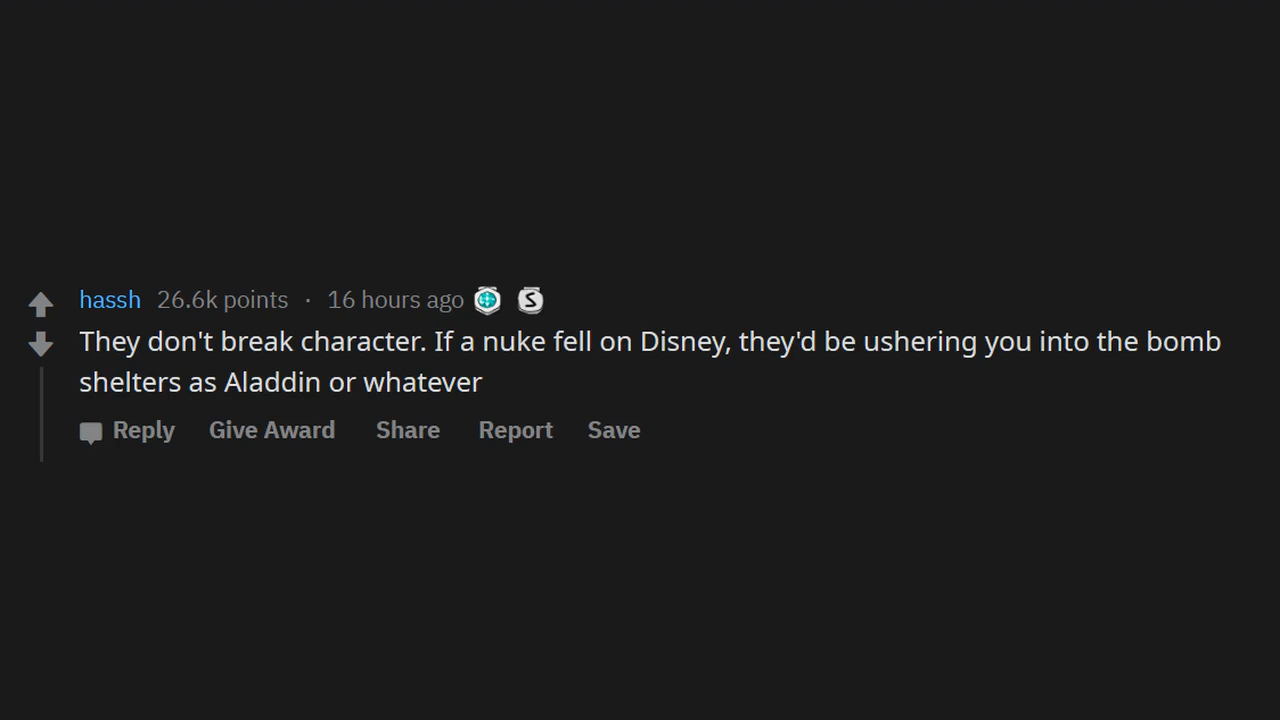 hassh 26.6k points · 16 hours ago S
They don't break character. If a nuke fell on Disney, they'd be ushering you into the bomb
shelters as Aladdin or whatever
Reply Give Award Share Report Save